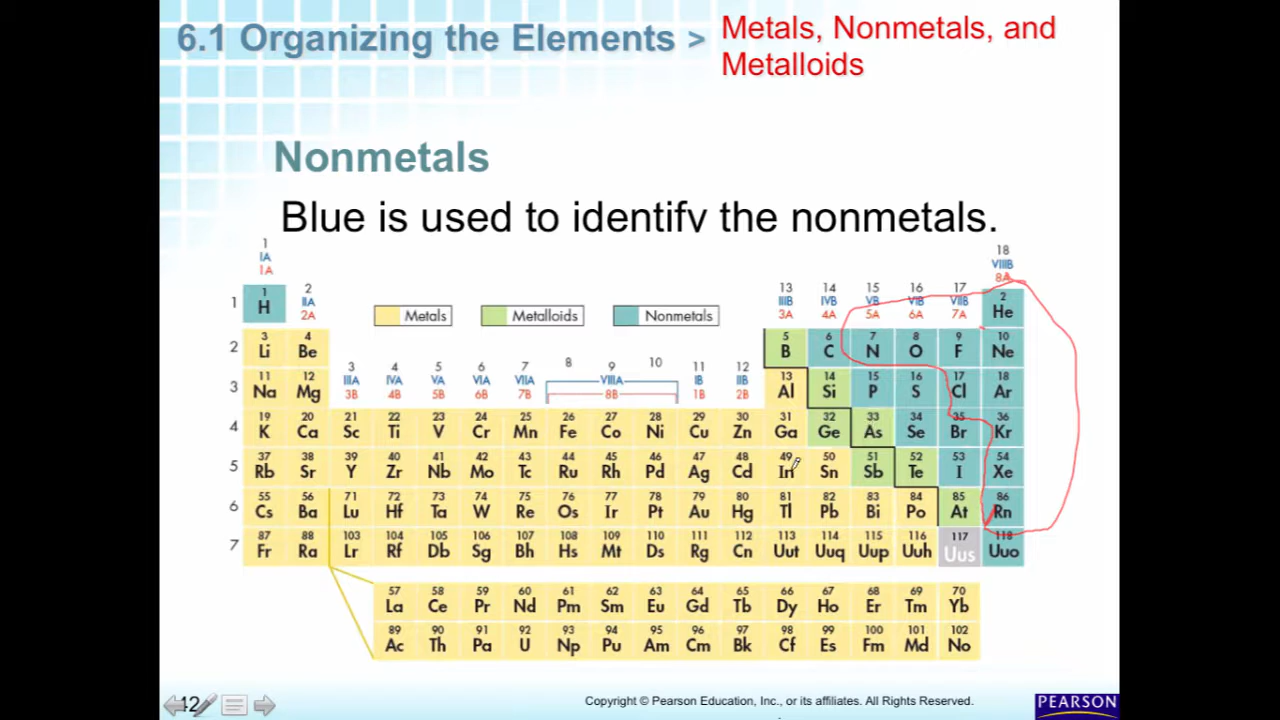 6.1 Organizing the Elements > Metals, Nonmetals, and
Metalloids
Nonmetals
Blue is used to identify the nonmetals.
1 18
IA VIIIB
1A 8A
1 2 13 14 15 16 17 2
1 H IIA IIIB IVB VB VIB VIIB He
2A Metals Metalloids Nonmetals 3A 4A 5A 6A 7A
3 4 5 6 7 8 9 10
2 Li Be B C N O F Ne
3 4 5 6 7 8 9 10 11 12
11 12 IIIA IVA VA VIA VIIA VIIIA IB IIB 13 14 15 16 17 18
3 Na Mg 3B 4B 5B 6B 7B 8B 1B 2B Al Si P S Cl Ar
19 20 21 22 23 24 25 26 27 28 29 30 31 32 33 34 35 36
4 K Ca Sc Ti V Cr Mn Fe Co Ni Cu Zn Ga Ge As Se Br Kr
37 38 39 40 41 42 43 44 45 46 47 48 49 50 51 52 53 54
5 Rb Sr Y Zr Nb Mo Tc Ru Rh Pd Ag Cd In Sn Sb Te I Xe
55 56 71 72 73 74 75 76 77 78 79 80 81 82 83 84 85 86
6 Cs Ba Lu Hf Ta W Re Os Ir Pt Au Hg Tl Pb Bi Po At Rn
87 88 103 104 105 106 107 108 109 110 111 112 113 114 115 116 117 118
7 Fr Ra Lr Rf Db Sg Bh Hs Mt Ds Rg Cn Uut Uuq Uup Uuh Uus Uuo
57 58 59 60 61 62 63 64 65 66 67 68 69 70
La Ce Pr Nd Pm Sm Eu Gd Tb Dy Ho Er Tm Yb
89 90 91 92 93 94 95 96 97 98 99 100 101 102
Ac Th Pa U Np Pu Am Cm Bk Cf Es Fm Md No
42 Copyright © Pearson Education, Inc., or its affiliates. All Rights Reserved. PEARSON